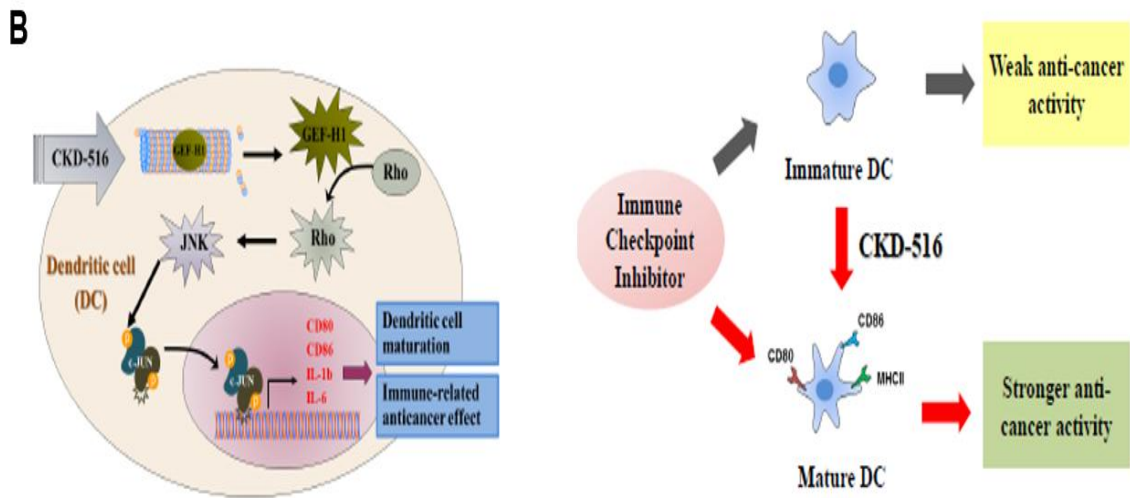 B
CKD-516
GEF-H1
GEF-H1
Rho
Rho
JNK
Dendritic cell
(DC)
P
c-JUN
P
P
c-JUN
P
CD80
CD86
IL-1b
IL-6
Dendritic cell
maturation
Immune-related
anticancer effect
Immune
Checkpoint
Inhibitor
Immature DC
Weak anti-cancer
activity
CKD-516
CD80
CD86
MHCII
Mature DC
Stronger anti-
cancer activity